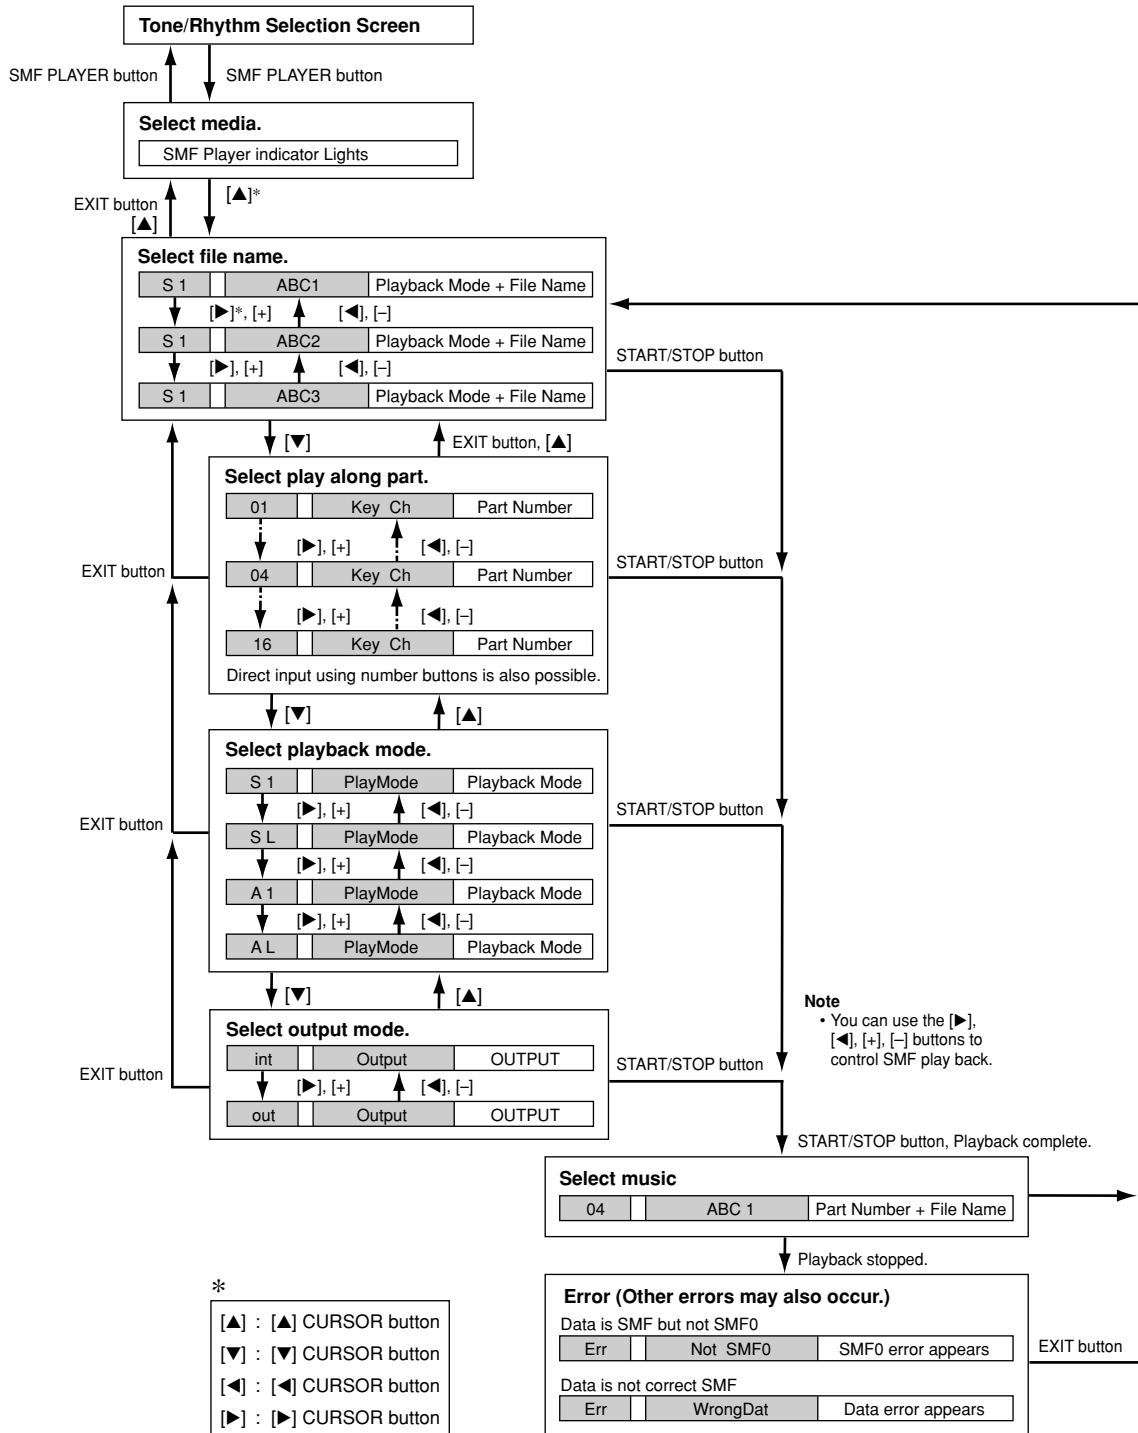 Tone/Rhythm Selection Screen
SMF PLAYER button
SMF PLAYER button
Select media.
SMF Player indicator Lights
EXIT button
[▲]
[▲]*
Select file name.
S 1 ABC1 Playback Mode + File Name
[▶]*, [+] [◀], [–]
S 1 ABC2 Playback Mode + File Name
[▶], [+] [◀], [–]
S 1 ABC3 Playback Mode + File Name
START/STOP button
[▼]
EXIT button, [▲]
Select play along part.
01 Key Ch Part Number
[▶], [+] [◀], [–]
04 Key Ch Part Number
[▶], [+] [◀], [–]
16 Key Ch Part Number
Direct input using number buttons is also possible.
EXIT button
START/STOP button
[▼]
[▲]
Select playback mode.
S 1 PlayMode Playback Mode
[▶], [+] [◀], [–]
S L PlayMode Playback Mode
[▶], [+] [◀], [–]
A 1 PlayMode Playback Mode
[▶], [+] [◀], [–]
A L PlayMode Playback Mode
EXIT button
START/STOP button
[▼]
[▲]
Select output mode.
int Output OUTPUT
[▶], [+] [◀], [–]
out Output OUTPUT
EXIT button
START/STOP button
Note
• You can use the [▶],
[◀], [+], [–] buttons to
control SMF play back.
START/STOP button, Playback complete.
Select music
04 ABC 1 Part Number + File Name
Playback stopped.
Error (Other errors may also occur.)
Data is SMF but not SMF0
Err Not SMF0 SMF0 error appears
Data is not correct SMF
Err WrongDat Data error appears
EXIT button
*
[▲] : [▲] CURSOR button
[▼] : [▼] CURSOR button
[◀] : [◀] CURSOR button
[▶] : [▶] CURSOR button